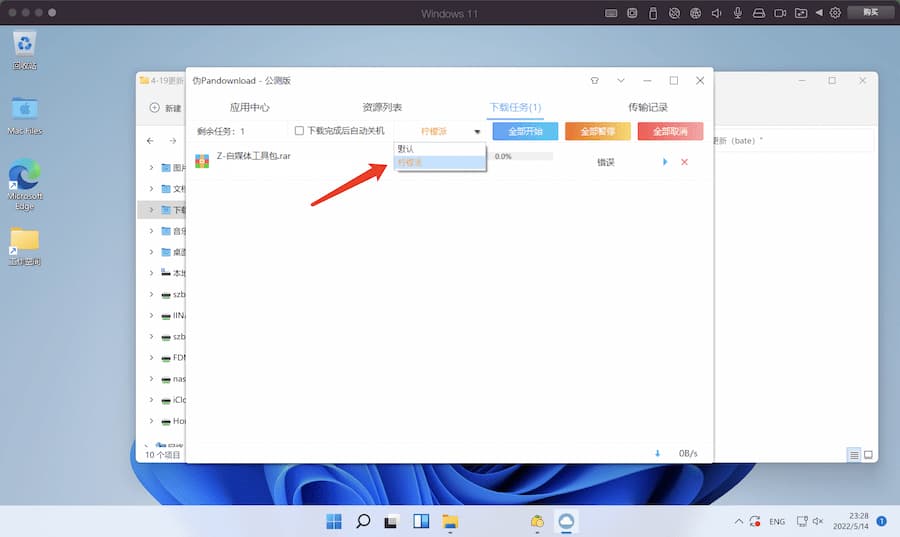 Windows 11
购买
回收站
Mac Files
Microsoft
Edge
工作空间
4-19更新
新建
更新（bate）"
图片
文档
下载
音乐
桌面
本地
szb
IINA
szb
FDN
nas
iClo
Hor
网络
10 个项目
伪Pandownload - 公测版
应用中心
资源列表
下载任务(1)
传输记录
剩余任务： 1
下载完成后自动关机
柠檬派
全部开始
全部暂停
全部取消
默认
柠檬派
Z-自媒体工具包.rar
0.0%
错误
0B/s
ENG
23:28
2022/5/14
1